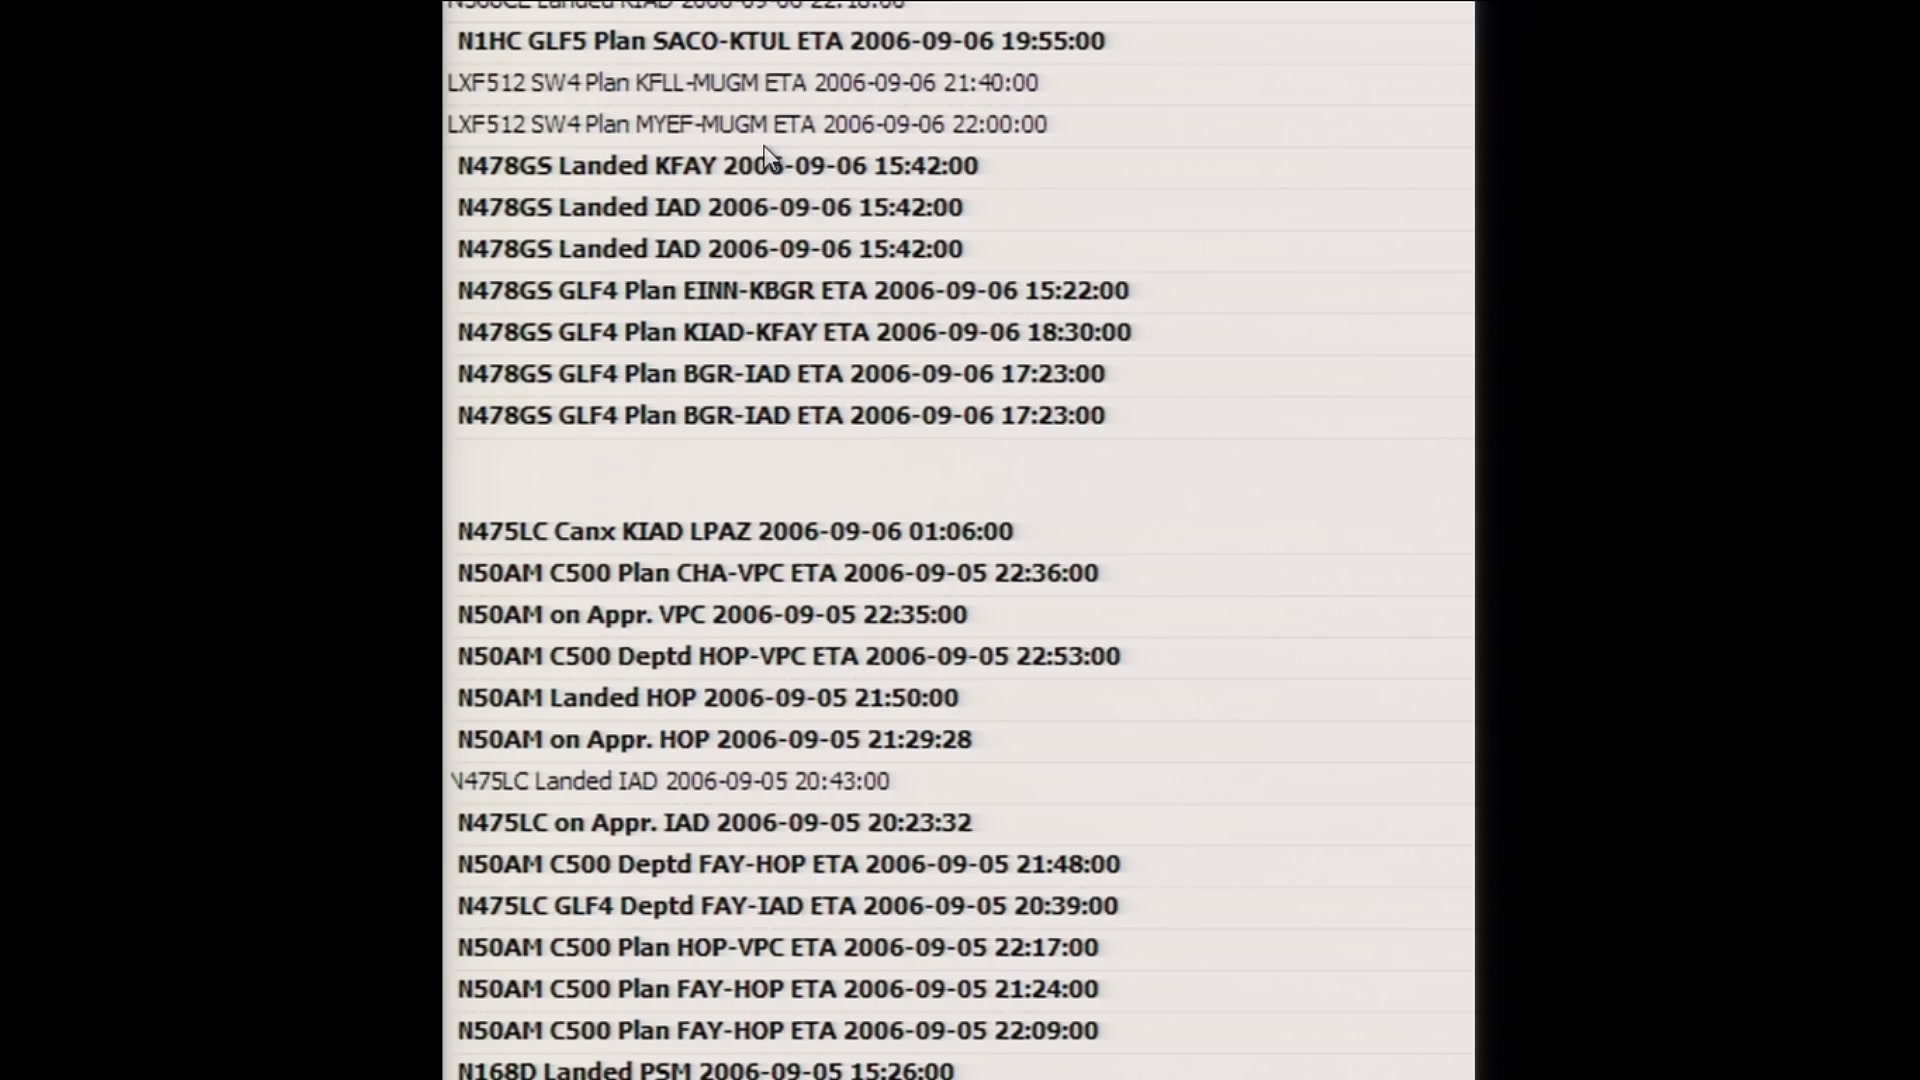 Landed KIAD 2006-09-06 22:18:00
N1HC GLF5 Plan SACO-KTUL ETA 2006-09-06 19:55:00
LXF512 SW4 Plan KFLL-MUGM ETA 2006-09-06 21:40:00
LXF512 SW4 Plan MYEF-MUGM ETA 2006-09-06 22:00:00
N478GS Landed KFAY 2006-09-06 15:42:00
N478GS Landed IAD 2006-09-06 15:42:00
N478GS Landed IAD 2006-09-06 15:42:00
N478GS GLF4 Plan EINN-KBGR ETA 2006-09-06 15:22:00
N478GS GLF4 Plan KIAD-KFAY ETA 2006-09-06 18:30:00
N478GS GLF4 Plan BGR-IAD ETA 2006-09-06 17:23:00
N478GS GLF4 Plan BGR-IAD ETA 2006-09-06 17:23:00
N475LC Canx KIAD LPAZ 2006-09-06 01:06:00
N50AM C500 Plan CHA-VPC ETA 2006-09-05 22:36:00
N50AM on Appr. VPC 2006-09-05 22:35:00
N50AM C500 Deptd HOP-VPC ETA 2006-09-05 22:53:00
N50AM Landed HOP 2006-09-05 21:50:00
N50AM on Appr. HOP 2006-09-05 21:29:28
N475LC Landed IAD 2006-09-05 20:43:00
N475LC on Appr. IAD 2006-09-05 20:23:32
N50AM C500 Deptd FAY-HOP ETA 2006-09-05 21:48:00
N475LC GLF4 Deptd FAY-IAD ETA 2006-09-05 20:39:00
N50AM C500 Plan HOP-VPC ETA 2006-09-05 22:17:00
N50AM C500 Plan FAY-HOP ETA 2006-09-05 21:24:00
N50AM C500 Plan FAY-HOP ETA 2006-09-05 22:09:00
N168D Landed PSM 2006-09-05 15:26:00